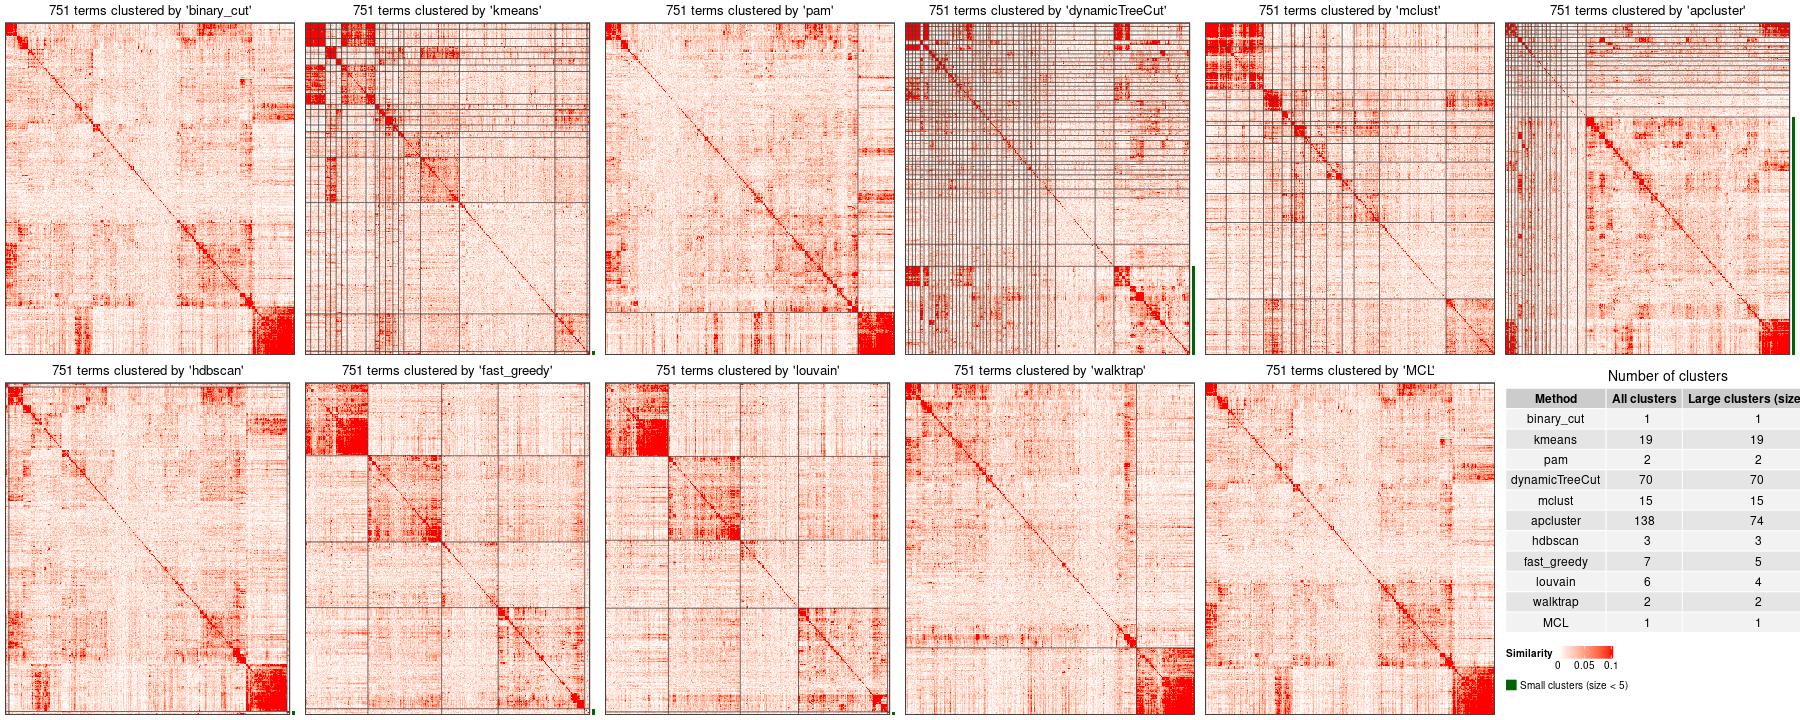 751 terms clustered by 'binary_cut'
751 terms clustered by 'kmeans'
751 terms clustered by 'pam'
751 terms clustered by 'dynamicTreeCut'
751 terms clustered by 'mclust'
751 terms clustered by 'apcluster'
751 terms clustered by 'hdbscan'
751 terms clustered by 'fast_greedy'
751 terms clustered by 'louvain'
751 terms clustered by 'walktrap'
751 terms clustered by 'MCL'
Number of clusters
Method All clusters Large clusters (size
binary_cut 1 1
kmeans 19 19
pam 2 2
dynamicTreeCut 70 70
mclust 15 15
apcluster 138 74
hdbscan 3 3
fast_greedy 7 5
louvain 6 4
walktrap 2 2
MCL 1 1
Similarity
0 0.05 0.1
Small clusters (size < 5)